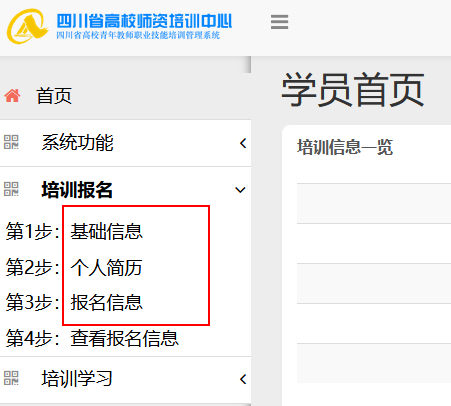 四川省高校师资培训中心
四川省高校青年教师职业技能培训管理系统
首页
系统功能
培训报名
第1步：基础信息
第2步：个人简历
第3步：报名信息
第4步：查看报名信息
培训学习
学员首页
培训信息一览